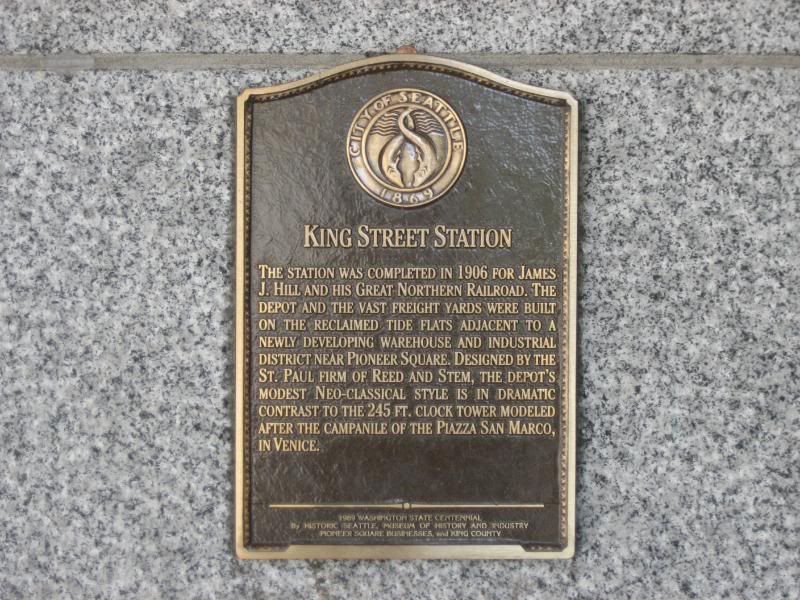 CITY OF SEATTLE
1869
KING STREET STATION
THE STATION WAS COMPLETED IN 1906 FOR JAMES
J. HILL AND HIS GREAT NORTHERN RAILROAD. THE
DEPOT AND THE VAST FREIGHT YARDS WERE BUILT
ON THE RECLAIMED TIDE FLATS ADJACENT TO A
NEWLY DEVELOPING WAREHOUSE AND INDUSTRIAL
DISTRICT NEAR PIONEER SQUARE. DESIGNED BY THE
ST. PAUL FIRM OF REED AND STEM, THE DEPOT'S
MODEST NEO-CLASSICAL STYLE IS IN DRAMATIC
CONTRAST TO THE 245 FT. CLOCK TOWER MODELED
AFTER THE CAMPANILE OF THE PIAZZA SAN MARCO,
IN VENICE.
1989 WASHINGTON STATE CENTENNIAL
By HISTORIC SEATTLE, MUSEUM OF HISTORY AND INDUSTRY
PIONEER SQUARE BUSINESSES, and KING COUNTY